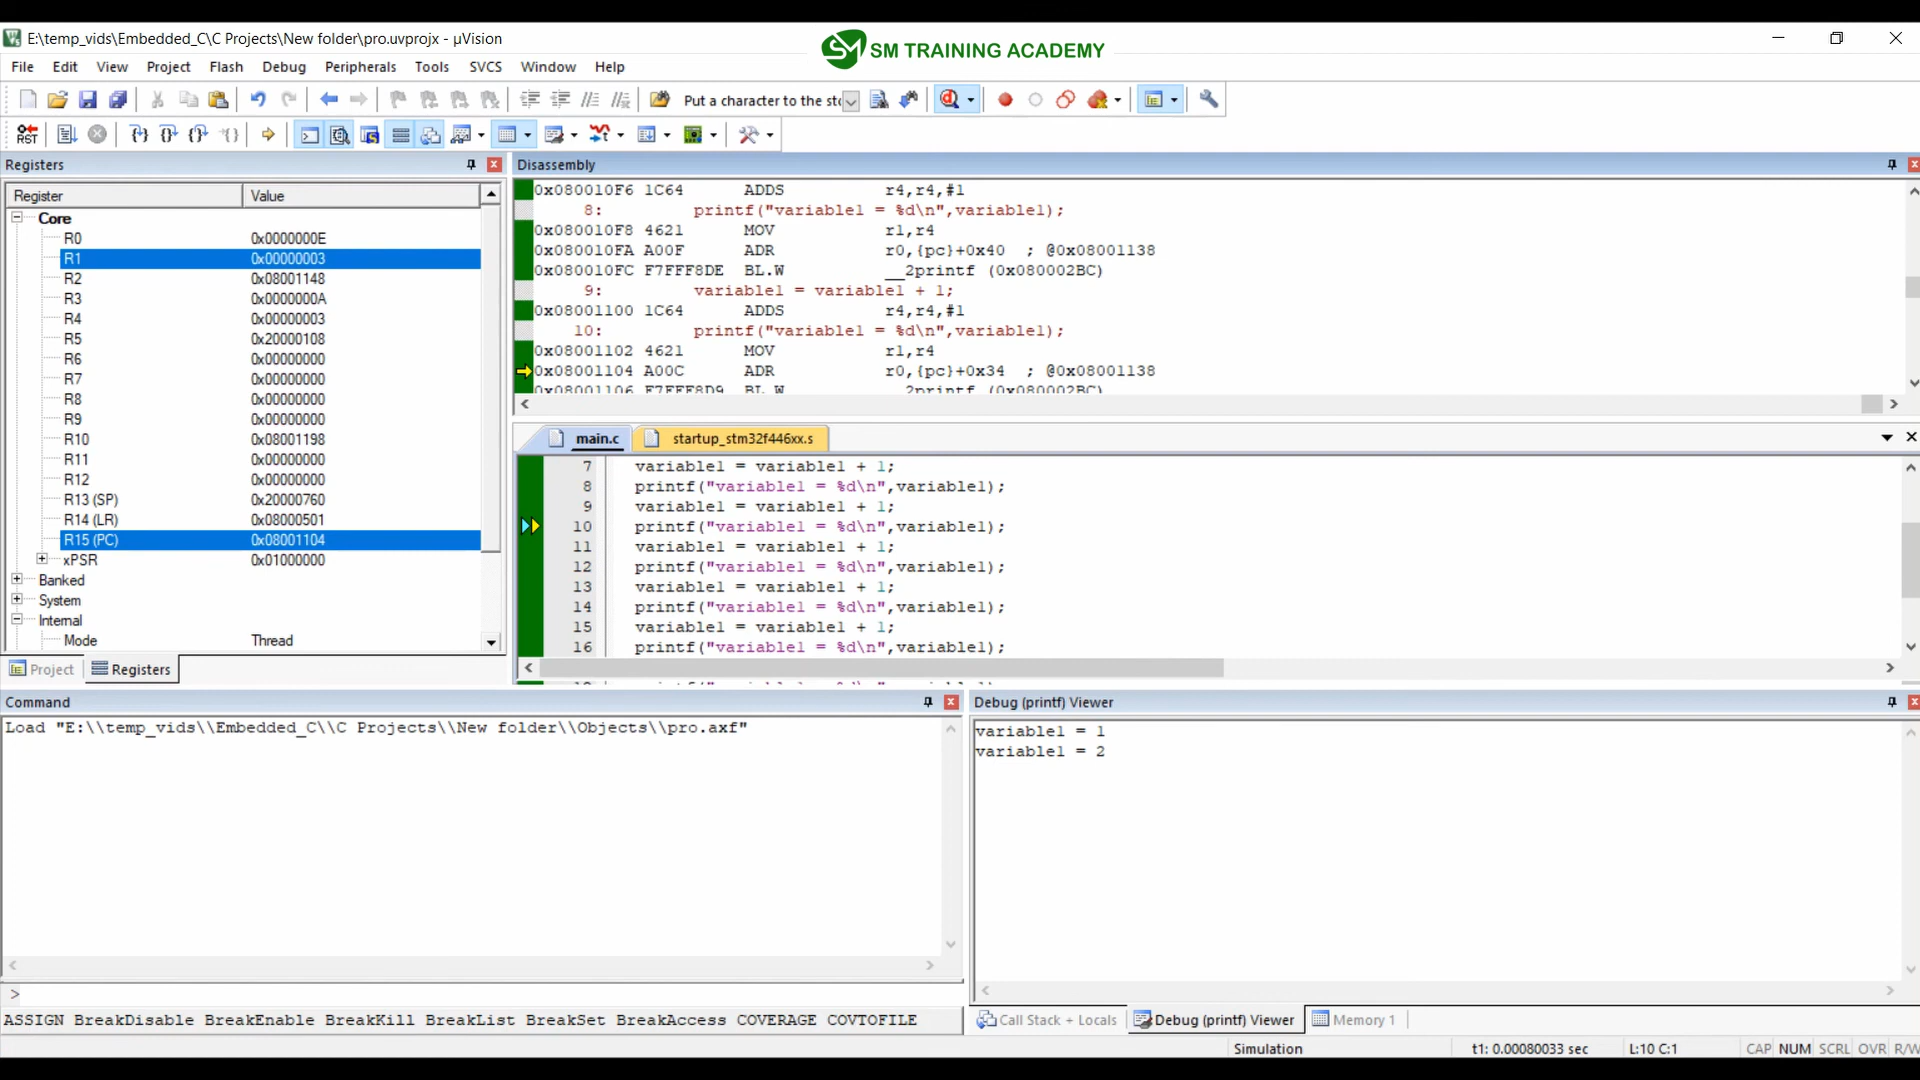 E:\temp_vids\Embedded_C\C Projects\New folder\pro.uvprojx - µVision
SM TRAINING ACADEMY
File Edit View Project Flash Debug Peripherals Tools SVCS Window Help
Put a character to the sto
RST
Registers
Register Value
Core
R0 0x0000000E
R1 0x00000003
R2 0x08001148
R3 0x0000000A
R4 0x00000003
R5 0x20000108
R6 0x00000000
R7 0x00000000
R8 0x00000000
R9 0x00000000
R10 0x08001198
R11 0x00000000
R12 0x00000000
R13 (SP) 0x20000760
R14 (LR) 0x08000501
R15 (PC) 0x08001104
xPSR 0x01000000
Banked
System
Internal
Mode Thread
Project Registers
Disassembly
0x080010F6 1C64 ADDS r4,r4,#1
8: printf("variable1 = %d\n",variable1);
0x080010F8 4621 MOV r1,r4
0x080010FA A00F ADR r0,{pc}+0x40 ; @0x08001138
0x080010FC F7FFF8DE BL.W __2printf (0x080002BC)
9: variable1 = variable1 + 1;
0x08001100 1C64 ADDS r4,r4,#1
10: printf("variable1 = %d\n",variable1);
0x08001102 4621 MOV r1,r4
0x08001104 A00C ADR r0,{pc}+0x34 ; @0x08001138
0x08001106 F7FFF8D9 BL.W __2printf (0x080002BC)
main.c startup_stm32f446xx.s
7 variable1 = variable1 + 1;
8 printf("variable1 = %d\n",variable1);
9 variable1 = variable1 + 1;
10 printf("variable1 = %d\n",variable1);
11 variable1 = variable1 + 1;
12 printf("variable1 = %d\n",variable1);
13 variable1 = variable1 + 1;
14 printf("variable1 = %d\n",variable1);
15 variable1 = variable1 + 1;
16 printf("variable1 = %d\n",variable1);
Command
Load "E:\\temp_vids\\Embedded_C\\C Projects\\New folder\\Objects\\pro.axf"
>
ASSIGN BreakDisable BreakEnable BreakKill BreakList BreakSet BreakAccess COVERAGE COVTOFILE
Debug (printf) Viewer
variable1 = 1
variable1 = 2
Call Stack + Locals Debug (printf) Viewer Memory 1
Simulation t1: 0.00080033 sec L:10 C:1 CAP NUM SCRL OVR R/W